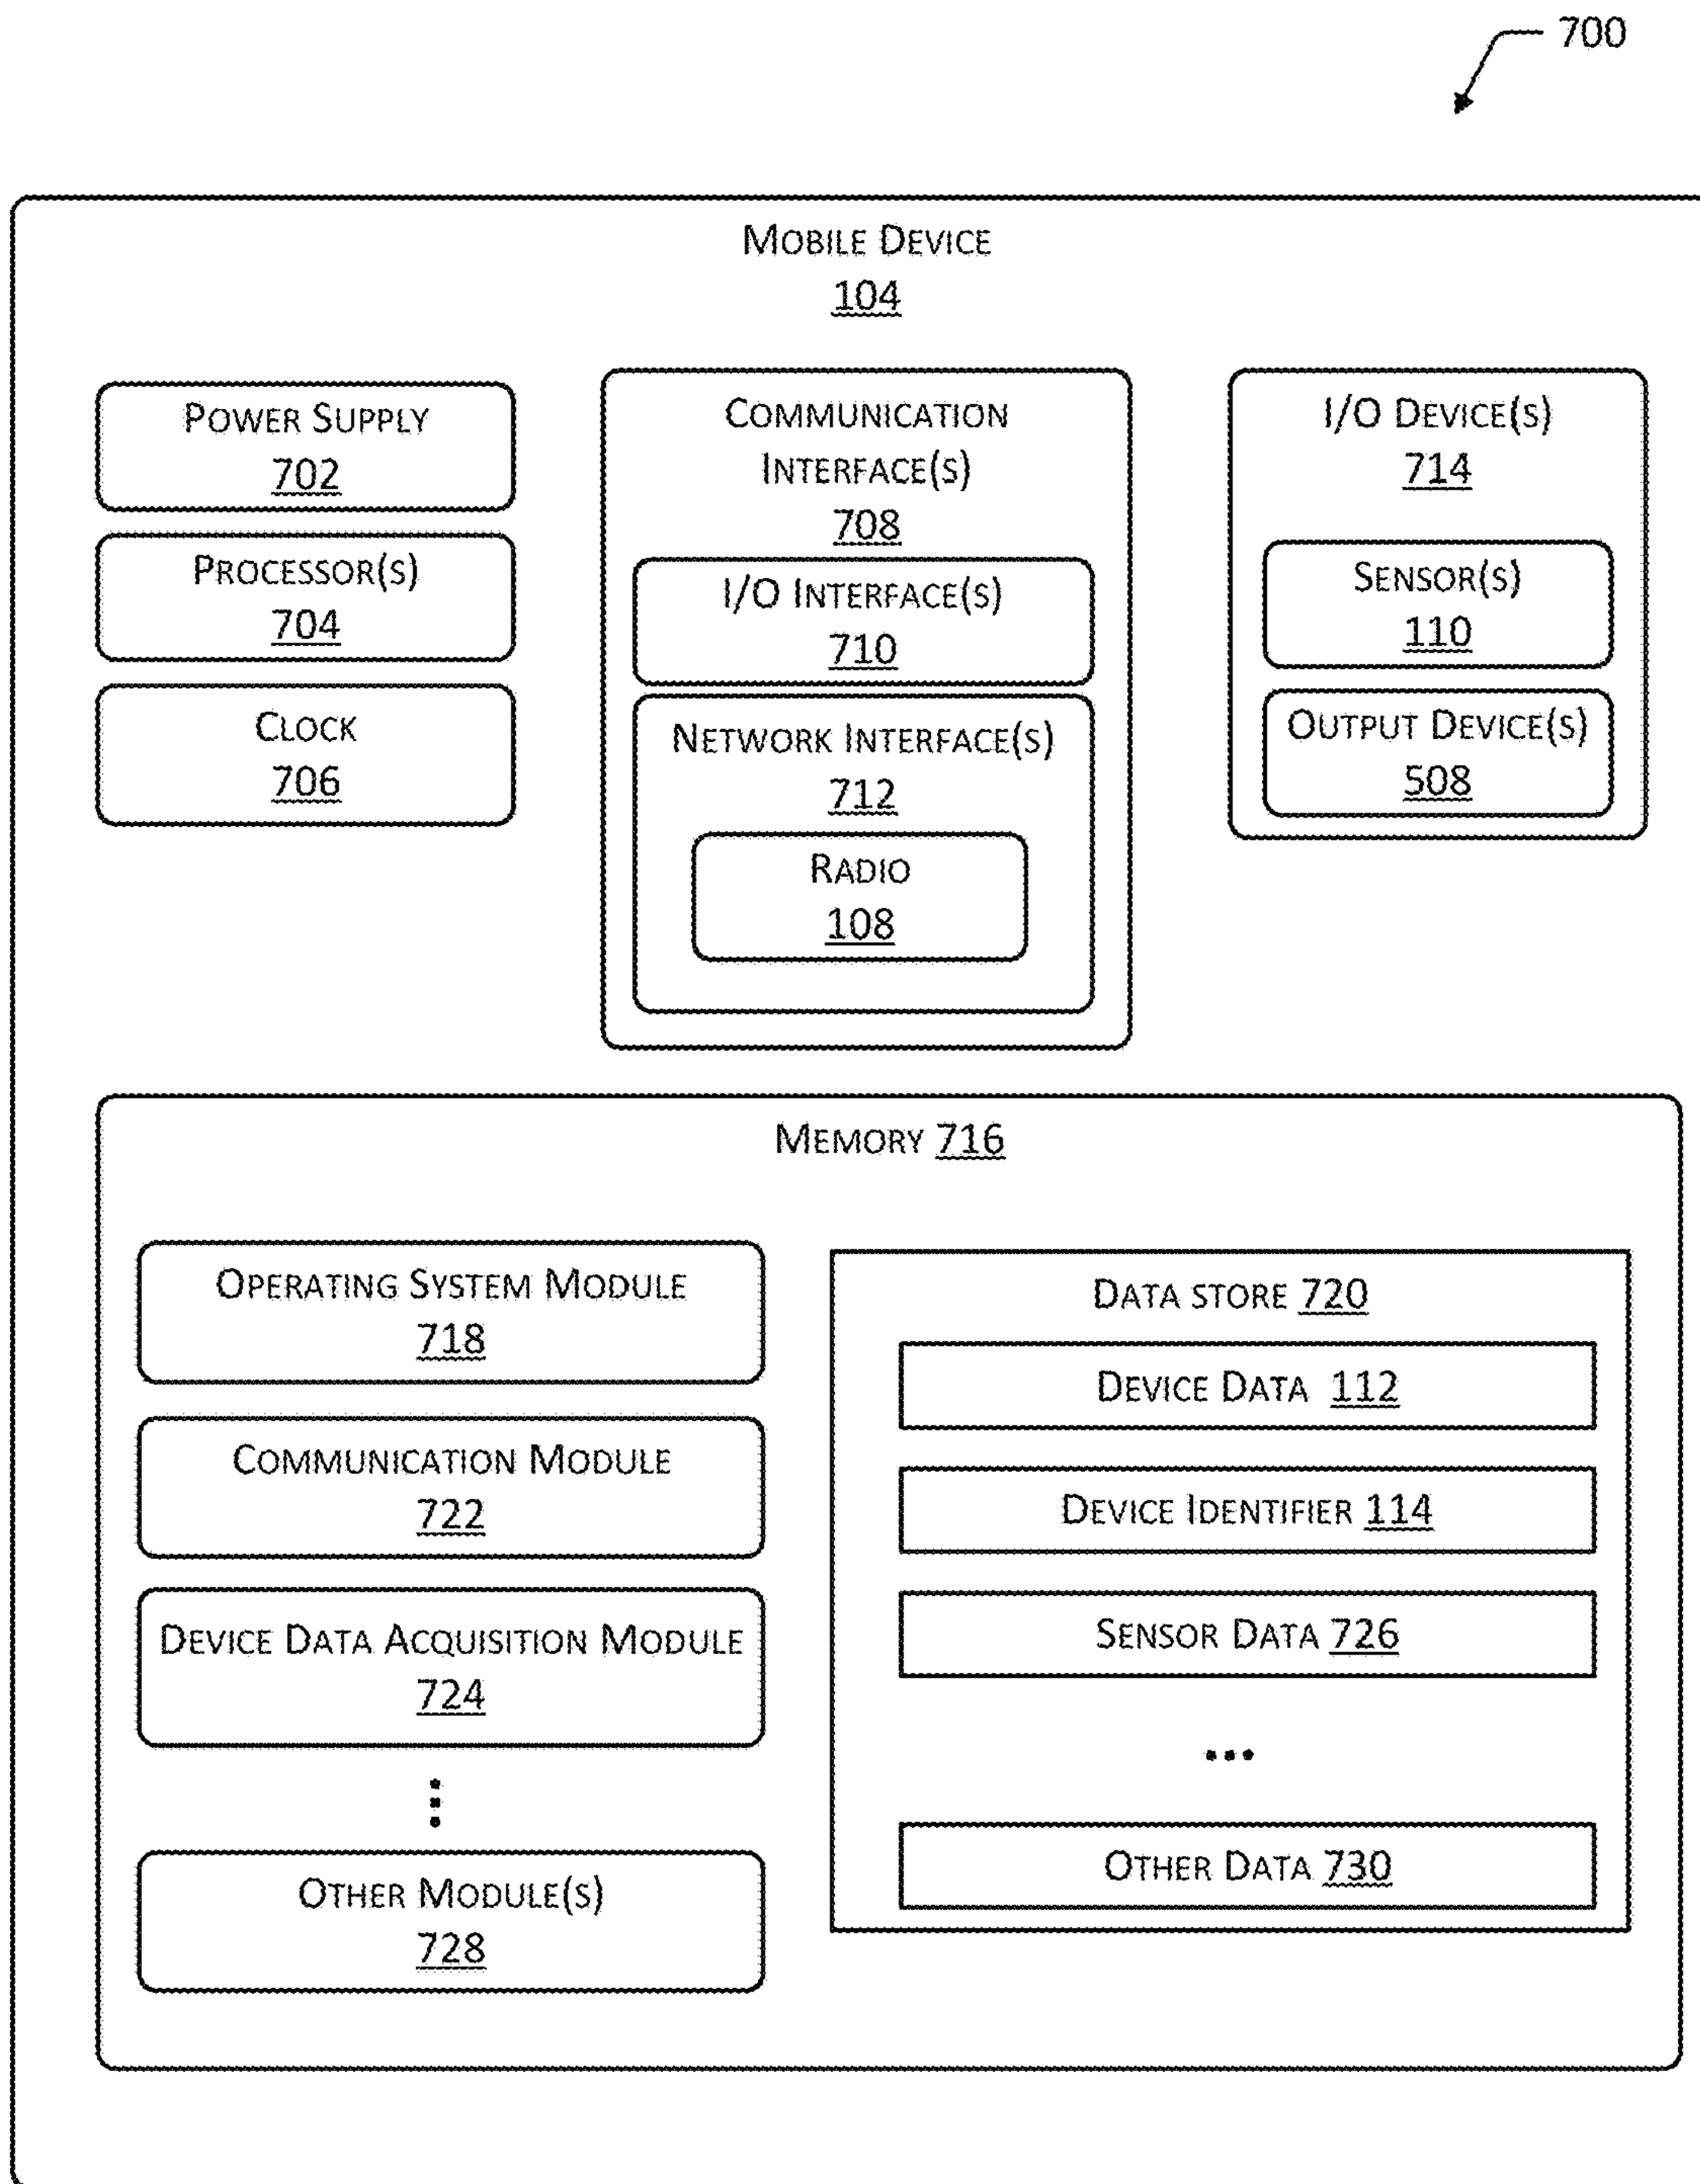 700
MOBILE DEVICE
104
POWER SUPPLY
702
PROCESSOR(S)
704
CLOCK
706
COMMUNICATION
INTERFACE(S)
708
I/O INTERFACE(S)
710
NETWORK INTERFACE(S)
712
RADIO
108
I/O DEVICE(S)
714
SENSOR(S)
110
OUTPUT DEVICE(S)
508
MEMORY 716
OPERATING SYSTEM MODULE
718
COMMUNICATION MODULE
722
DEVICE DATA ACQUISITION MODULE
724
⋮
OTHER MODULE(S)
728
DATA STORE 720
DEVICE DATA 112
DEVICE IDENTIFIER 114
SENSOR DATA 726
...
OTHER DATA 730